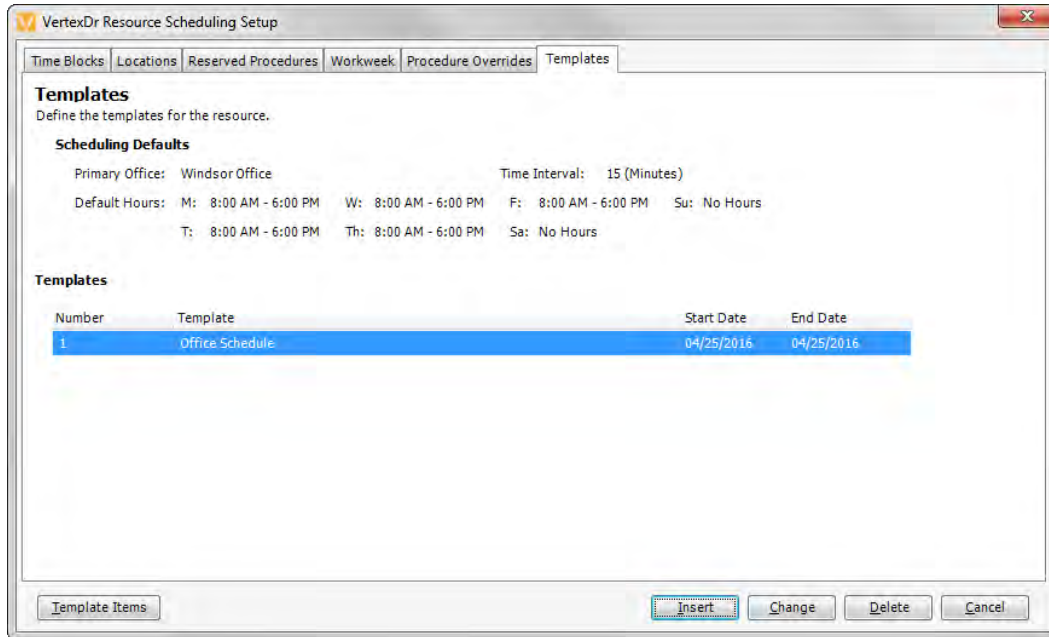 VertexDr Resource Scheduling Setup
Time Blocks Locations Reserved Procedures Workweek Procedure Overrides Templates
Templates
Define the templates for the resource.
Scheduling Defaults
Primary Office: Windsor Office Time Interval: 15 (Minutes)
Default Hours: M: 8:00 AM - 6:00 PM W: 8:00 AM - 6:00 PM F: 8:00 AM - 6:00 PM Su: No Hours
T: 8:00 AM - 6:00 PM Th: 8:00 AM - 6:00 PM Sa: No Hours
Templates
Number Template Start Date End Date
1 Office Schedule 04/25/2016 04/25/2016
Template Items Insert Change Delete Cancel